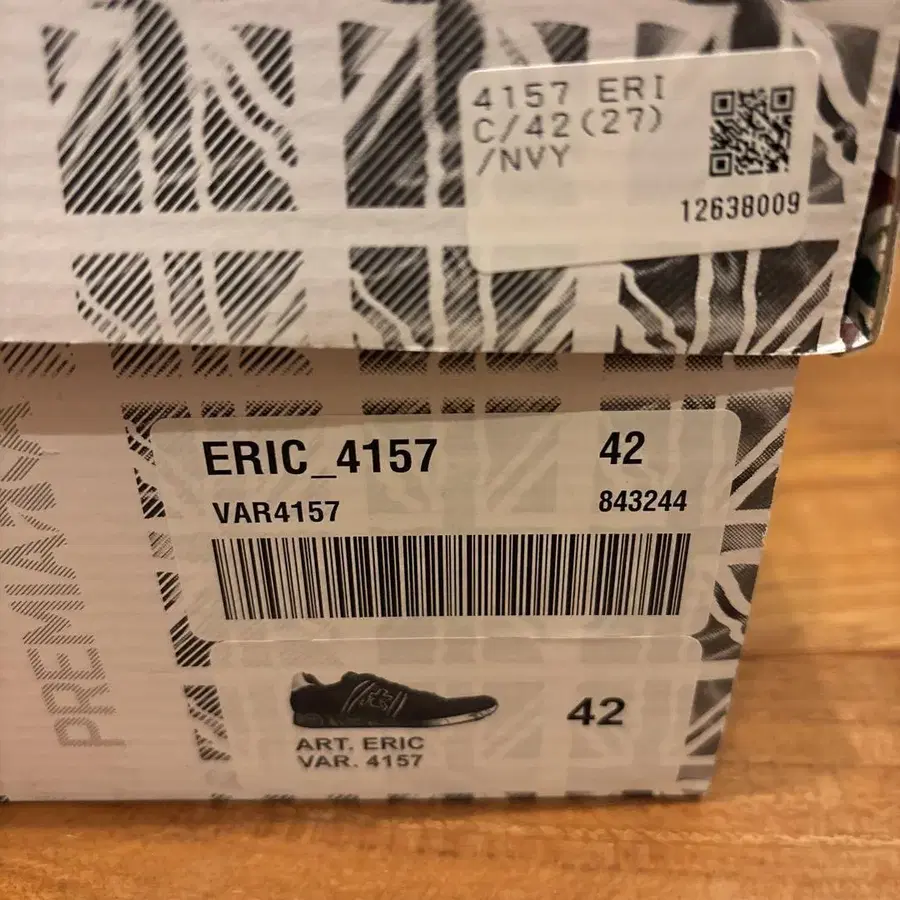 4157 ERI
C/42(27)
/NVY
12638009
ERIC_4157 42
VAR4157 843244
PREMIATA
ART. ERIC 42
VAR. 4157